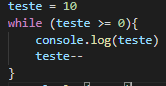 teste = 10
while (teste >= 0){
    console.log(teste)
    teste--
}